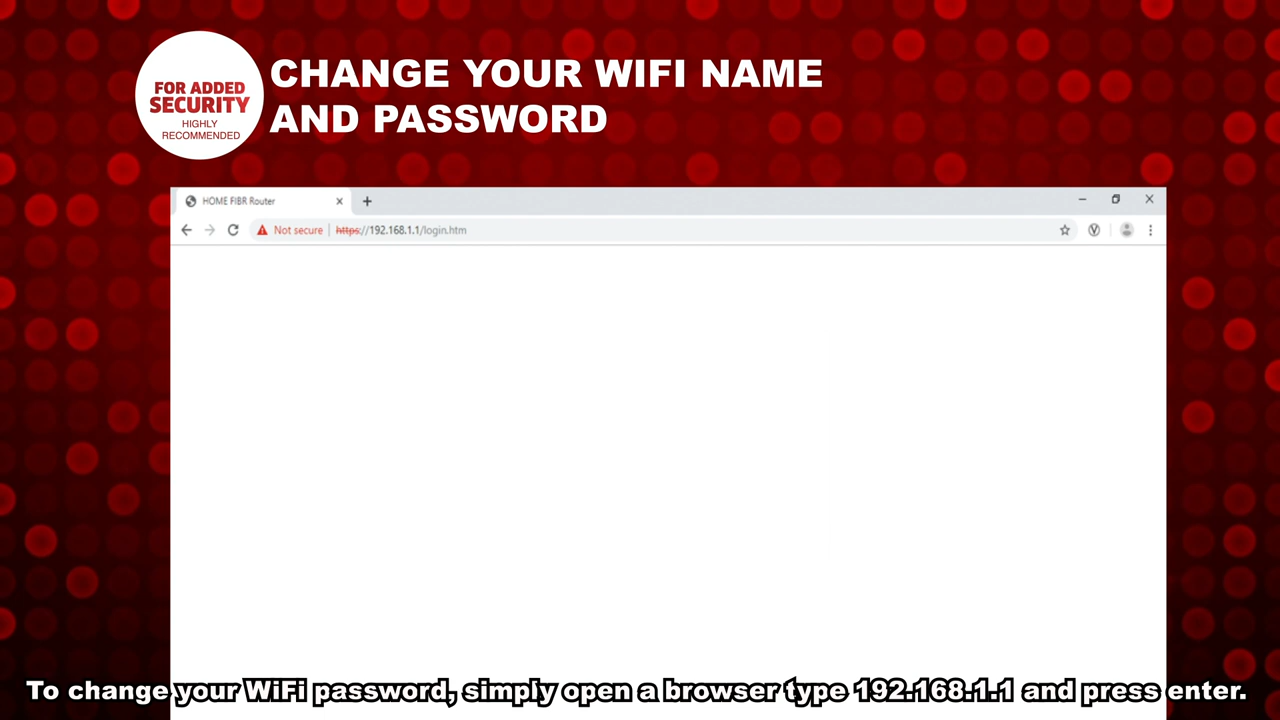 FOR ADDED
SECURITY
HIGHLY
RECOMMENDED
CHANGE YOUR WIFI NAME
AND PASSWORD
HOME FIBR Router
Not secure | https://192.168.1.1/login.htm
To change your WiFi password, simply open a browser type 192.168.1.1 and press enter.